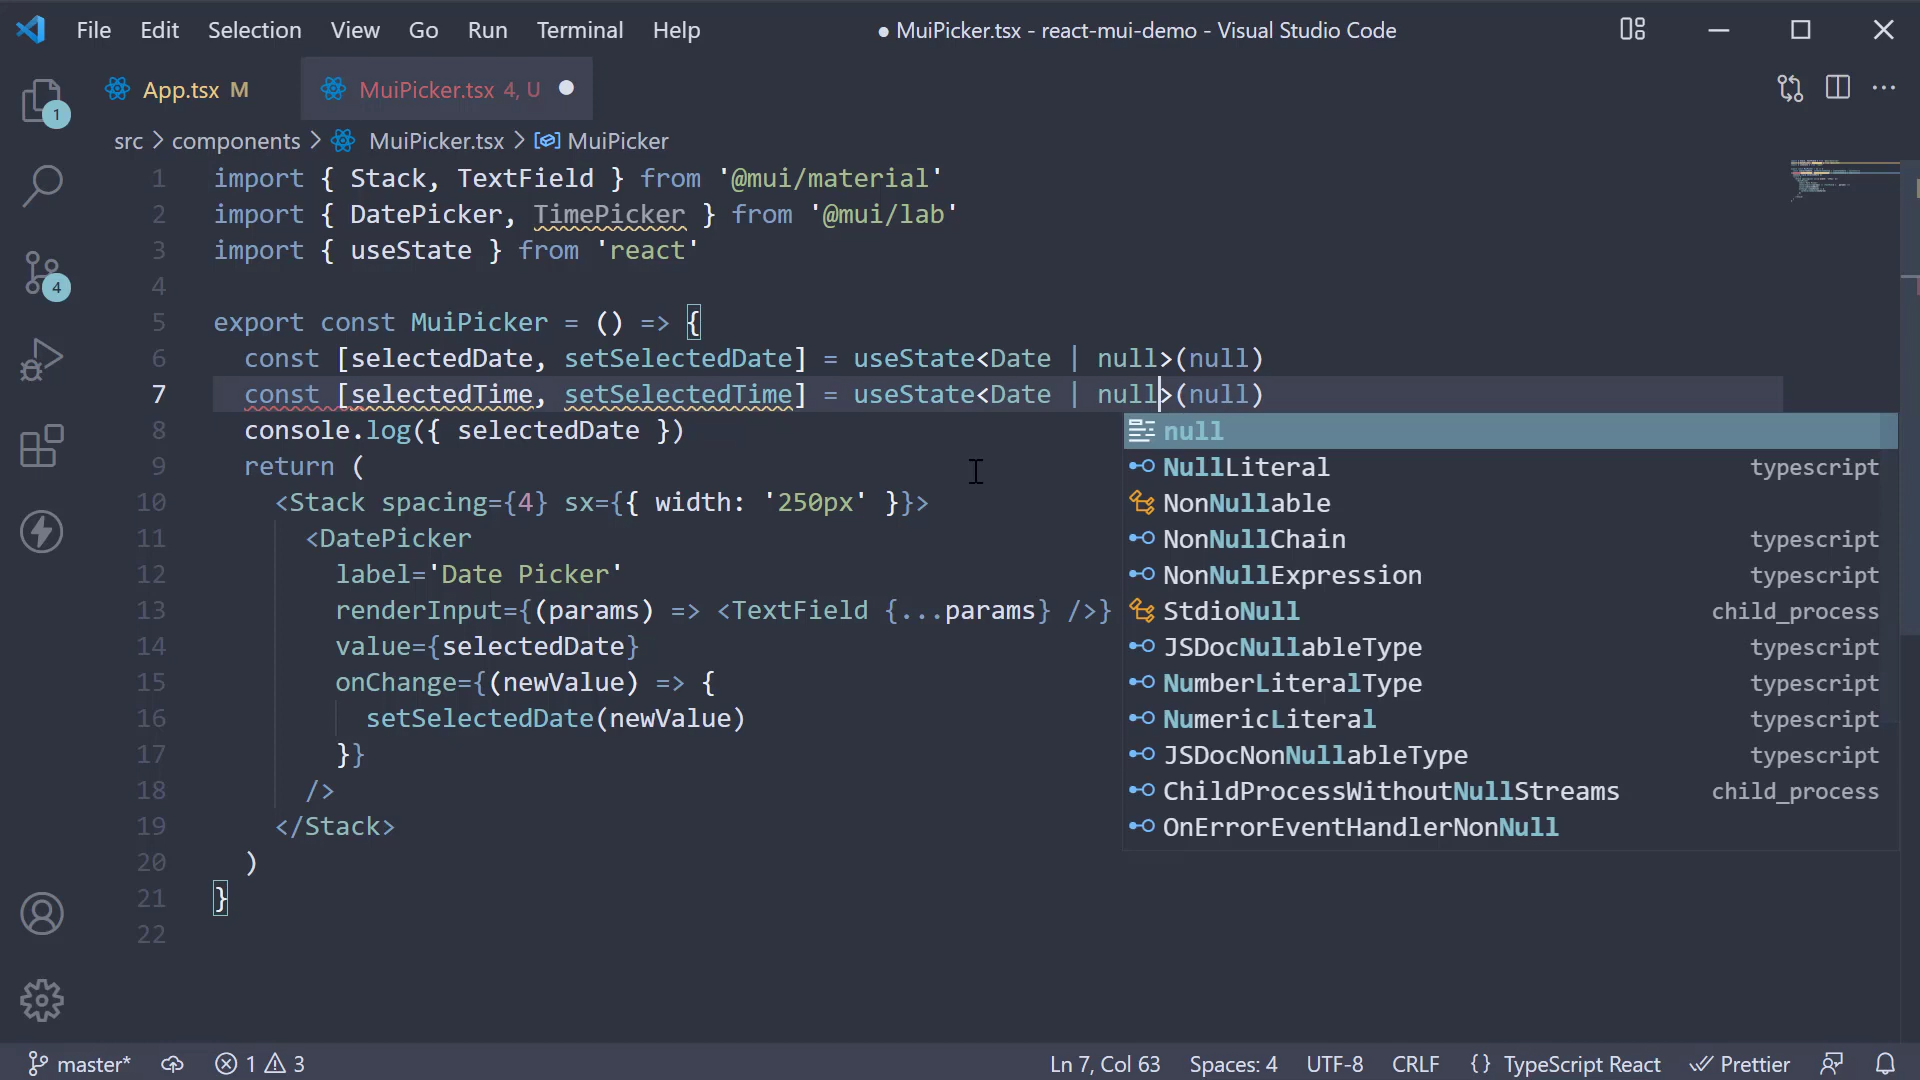 File Edit Selection View Go Run Terminal Help ● MuiPicker.tsx - react-mui-demo - Visual Studio Code
App.tsx M MuiPicker.tsx 4, U
src > components > MuiPicker.tsx > MuiPicker
1
4
1 import { Stack, TextField } from '@mui/material'
2 import { DatePicker, TimePicker } from '@mui/lab'
3 import { useState } from 'react'
4
5 export const MuiPicker = () => {
6 const [selectedDate, setSelectedDate] = useState<Date | null>(null)
7 const [selectedTime, setSelectedTime] = useState<Date | null>(null)
8 console.log({ selectedDate })
9 return (
10 <Stack spacing={4} sx={{ width: '250px' }}>
11 <DatePicker
12 label='Date Picker'
13 renderInput={(params) => <TextField {...params} />}
14 value={selectedDate}
15 onChange={(newValue) => {
16 setSelectedDate(newValue)
17 }}
18 />
19 </Stack>
20 )
21 }
22
null
NullLiteral typescript
NonNullable
NonNullChain typescript
NonNullExpression typescript
StdioNull child_process
JSDocNullableType typescript
NumberLiteralType typescript
NumericLiteral typescript
JSDocNonNullableType typescript
ChildProcessWithoutNullStreams child_process
OnErrorEventHandlerNonNull
master* 1 3 Ln 7, Col 63 Spaces: 4 UTF-8 CRLF {} TypeScript React Prettier